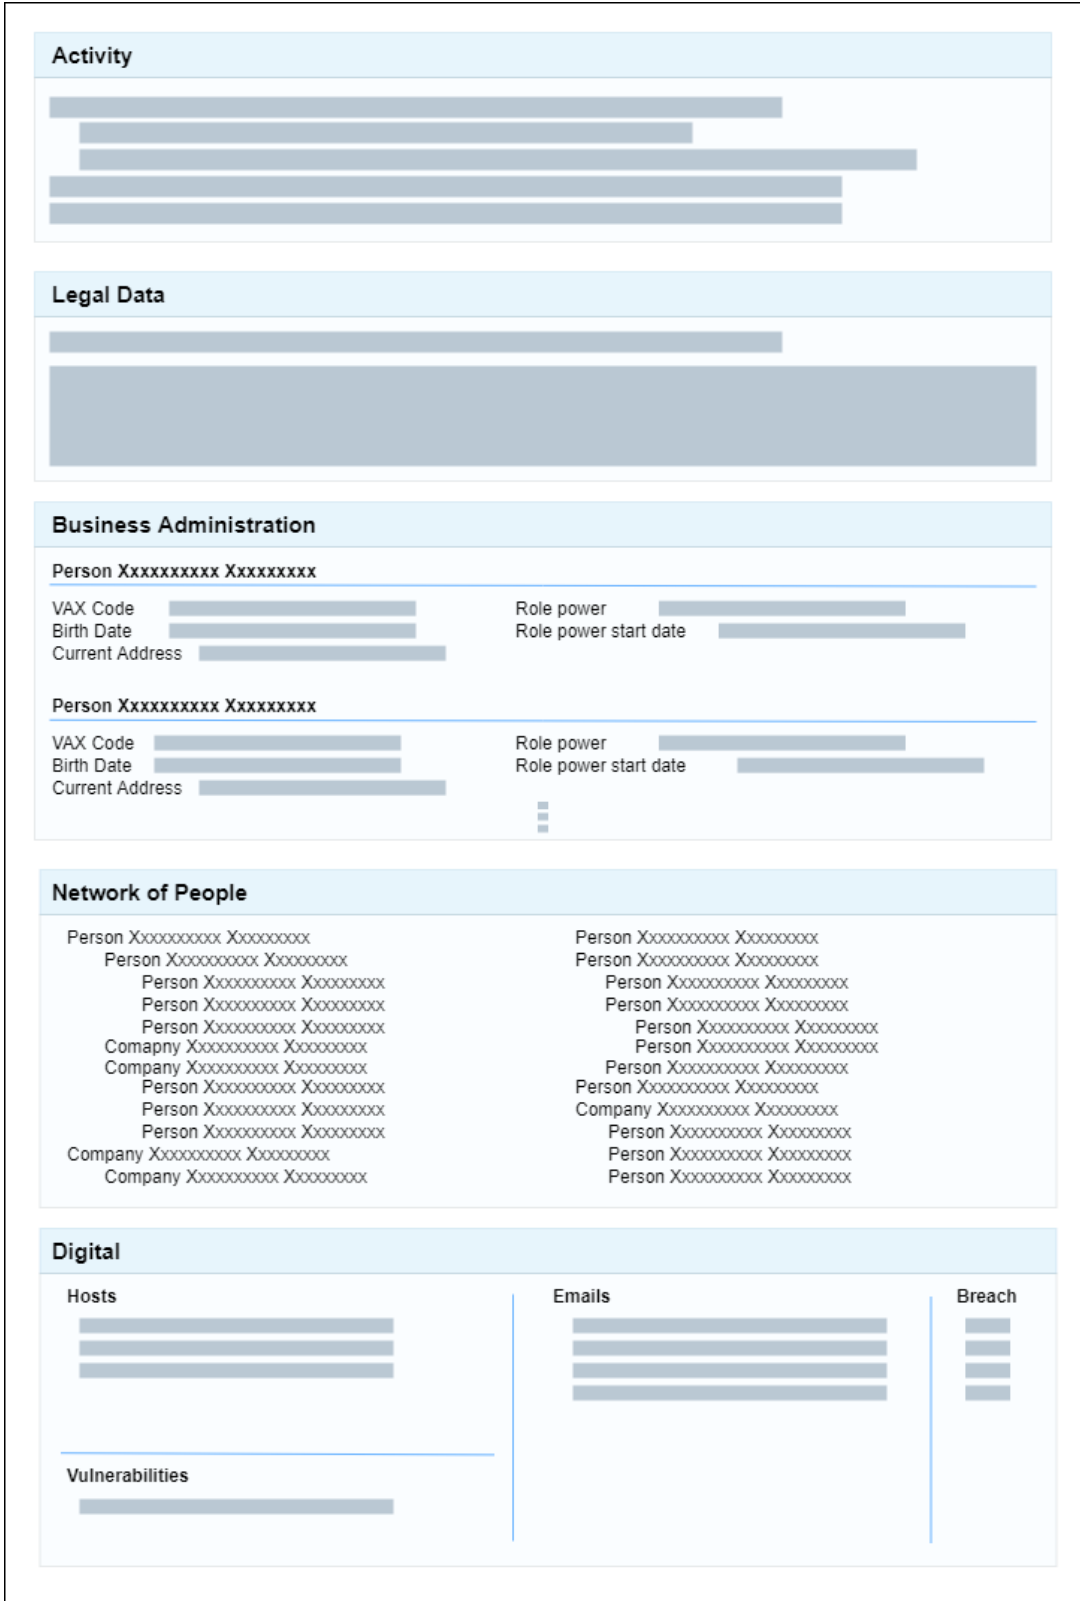 Activity
Legal Data
Business Administration
Person Xxxxxxxxxx Xxxxxxxxx
VAX Code
Role power
Birth Date
Role power start date
Current Address
Person Xxxxxxxxxx Xxxxxxxxx
VAX Code
Role power
Birth Date
Role power start date
Current Address
Network of People
Person Xxxxxxxxxx Xxxxxxxxx
Person Xxxxxxxxxx Xxxxxxxxx
Person Xxxxxxxxxx Xxxxxxxxx
Person Xxxxxxxxxx Xxxxxxxxx
Person Xxxxxxxxxx Xxxxxxxxx
Comapny Xxxxxxxxxx Xxxxxxxxx
Company Xxxxxxxxxx Xxxxxxxxx
Person Xxxxxxxxxx Xxxxxxxxx
Person Xxxxxxxxxx Xxxxxxxxx
Person Xxxxxxxxxx Xxxxxxxxx
Company Xxxxxxxxxx Xxxxxxxxx
Company Xxxxxxxxxx Xxxxxxxxx
Person Xxxxxxxxxx Xxxxxxxxx
Person Xxxxxxxxxx Xxxxxxxxx
Person Xxxxxxxxxx Xxxxxxxxx
Person Xxxxxxxxxx Xxxxxxxxx
Person Xxxxxxxxxx Xxxxxxxxx
Person Xxxxxxxxxx Xxxxxxxxx
Person Xxxxxxxxxx Xxxxxxxxx
Person Xxxxxxxxxx Xxxxxxxxx
Company Xxxxxxxxxx Xxxxxxxxx
Person Xxxxxxxxxx Xxxxxxxxx
Person Xxxxxxxxxx Xxxxxxxxx
Person Xxxxxxxxxx Xxxxxxxxx
Digital
Hosts
Emails
Breach
Vulnerabilities